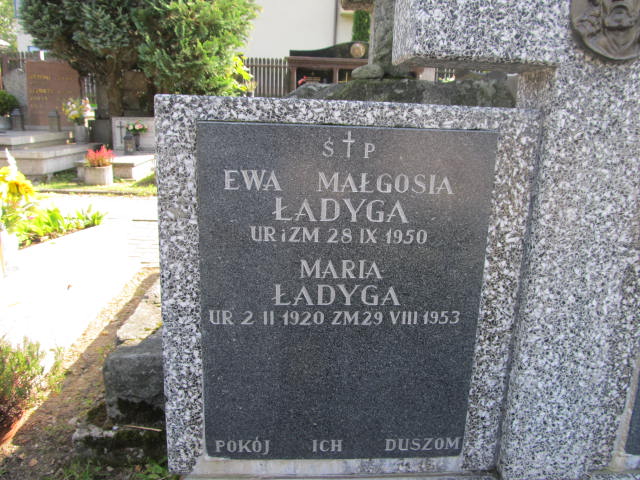 Ś † P
EWA MAŁGOSIA
ŁADYGA
UR i ZM 28 IX 1950
MARIA
ŁADYGA
UR 2 II 1920 ZM 29 VIII 1953
POKÓJ ICH DUSZOM